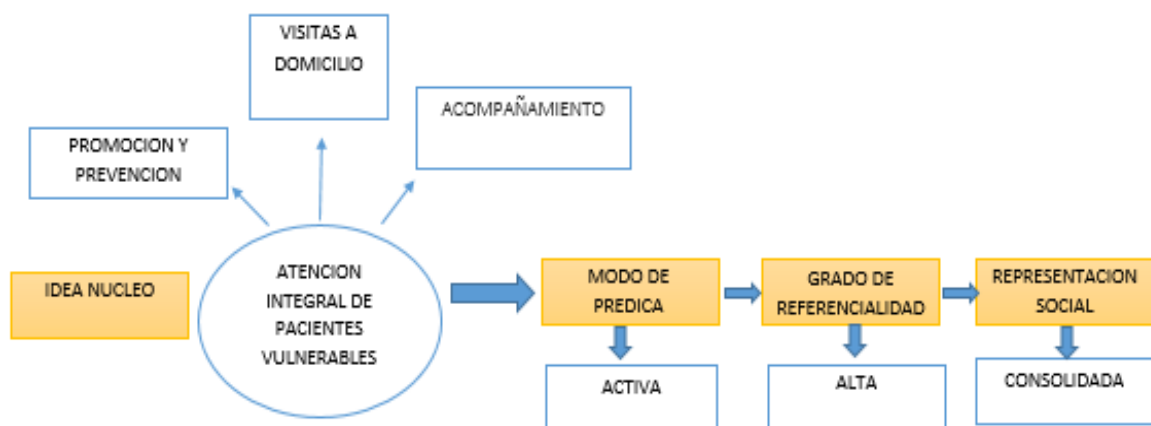 VISITAS A
DOMICILIO
ACOMPAÑAMIENTO
PROMOCION Y
PREVENCION
IDEA NUCLEO
ATENCION
INTEGRAL DE
PACIENTES
VULNERABLES
MODO DE
PREDICA
GRADO DE
REFERENCIALIDAD
REPRESENTACION
SOCIAL
ACTIVA
ALTA
CONSOLIDADA